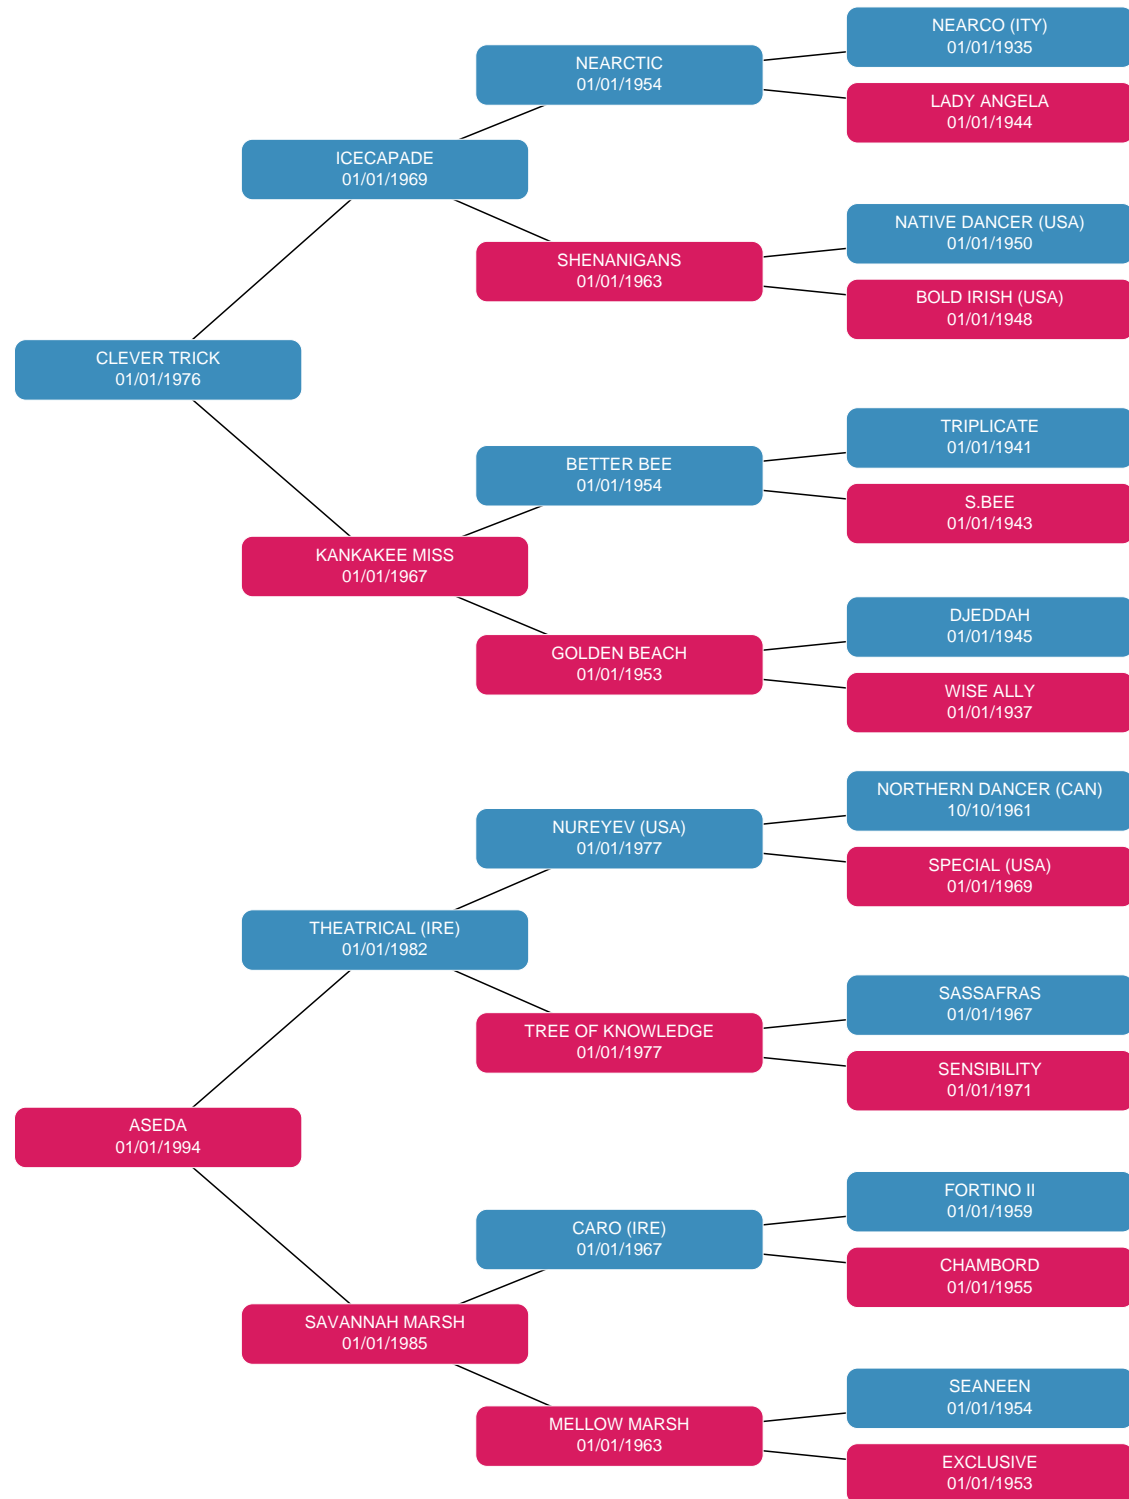 NEARCO (ITY)
01/01/1935
NEARCTIC
01/01/1954
LADY ANGELA
01/01/1944
ICECAPADE
01/01/1969
NATIVE DANCER (USA)
01/01/1950
SHENANIGANS
01/01/1963
BOLD IRISH (USA)
01/01/1948
CLEVER TRICK
01/01/1976
TRIPLICATE
01/01/1941
BETTER BEE
01/01/1954
S.BEE
01/01/1943
KANKAKEE MISS
01/01/1967
DJEDDAH
01/01/1945
GOLDEN BEACH
01/01/1953
WISE ALLY
01/01/1937
NORTHERN DANCER (CAN)
10/10/1961
NUREYEV (USA)
01/01/1977
SPECIAL (USA)
01/01/1969
THEATRICAL (IRE)
01/01/1982
SASSAFRAS
01/01/1967
TREE OF KNOWLEDGE
01/01/1977
SENSIBILITY
01/01/1971
ASEDA
01/01/1994
FORTINO II
01/01/1959
CARO (IRE)
01/01/1967
CHAMBORD
01/01/1955
SAVANNAH MARSH
01/01/1985
SEANEEN
01/01/1954
MELLOW MARSH
01/01/1963
EXCLUSIVE
01/01/1953